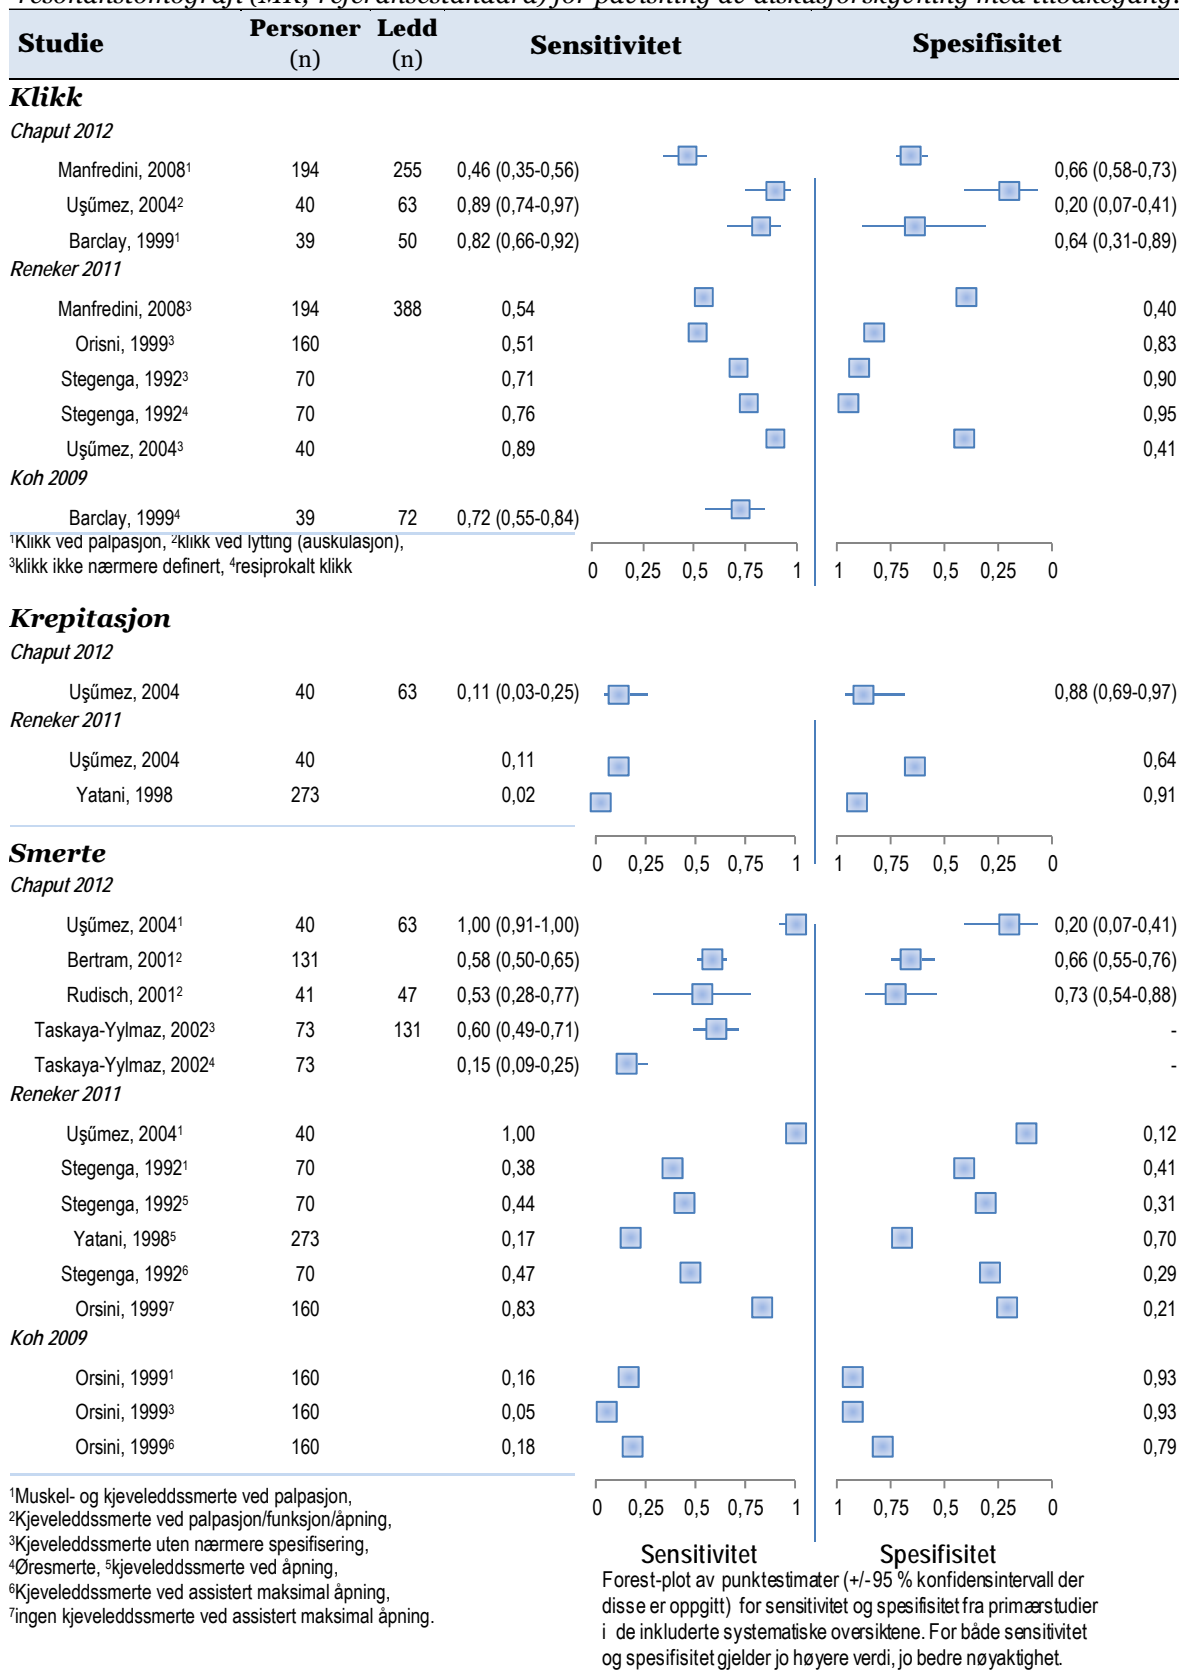 resonanstomografi (MR, referansestandard) for påvisning av diskusforskyvning med tilbakegang.
Studie Personer (n) Ledd (n) Sensitivitet Spesifisitet
Klikk
Chaput 2012
Manfredini, 2008¹ 194 255 0,46 (0,35-0,56) 0,66 (0,58-0,73)
Uşűmez, 2004² 40 63 0,89 (0,74-0,97) 0,20 (0,07-0,41)
Barclay, 1999¹ 39 50 0,82 (0,66-0,92) 0,64 (0,31-0,89)
Reneker 2011
Manfredini, 2008³ 194 388 0,54 0,40
Orisni, 1999³ 160 0,51 0,83
Stegenga, 1992³ 70 0,71 0,90
Stegenga, 1992⁴ 70 0,76 0,95
Uşűmez, 2004³ 40 0,89 0,41
Koh 2009
Barclay, 1999⁴ 39 72 0,72 (0,55-0,84)
¹Klikk ved palpasjon, ²klikk ved lytting (auskulasjon),
³klikk ikke nærmere definert, ⁴resiprokalt klikk
0 0,25 0,5 0,75 1 1 0,75 0,5 0,25 0
Krepitasjon
Chaput 2012
Uşűmez, 2004 40 63 0,11 (0,03-0,25) 0,88 (0,69-0,97)
Reneker 2011
Uşűmez, 2004 40 0,11 0,64
Yatani, 1998 273 0,02 0,91
0 0,25 0,5 0,75 1 1 0,75 0,5 0,25 0
Smerte
Chaput 2012
Uşűmez, 2004¹ 40 63 1,00 (0,91-1,00) 0,20 (0,07-0,41)
Bertram, 2001² 131 0,58 (0,50-0,65) 0,66 (0,55-0,76)
Rudisch, 2001² 41 47 0,53 (0,28-0,77) 0,73 (0,54-0,88)
Taskaya-Yylmaz, 2002³ 73 131 0,60 (0,49-0,71) -
Taskaya-Yylmaz, 2002⁴ 73 0,15 (0,09-0,25) -
Reneker 2011
Uşűmez, 2004¹ 40 1,00 0,12
Stegenga, 1992¹ 70 0,38 0,41
Stegenga, 1992⁵ 70 0,44 0,31
Yatani, 1998⁵ 273 0,17 0,70
Stegenga, 1992⁶ 70 0,47 0,29
Orsini, 1999⁷ 160 0,83 0,21
Koh 2009
Orsini, 1999¹ 160 0,16 0,93
Orsini, 1999³ 160 0,05 0,93
Orsini, 1999⁶ 160 0,18 0,79
0 0,25 0,5 0,75 1 1 0,75 0,5 0,25 0
¹Muskel- og kjeveleddssmerte ved palpasjon,
²Kjeveleddssmerte ved palpasjon/funksjon/åpning,
³Kjeveleddssmerte uten nærmere spesifisering,
⁴Øresmerte, ⁵kjeveleddssmerte ved åpning,
⁶Kjeveleddssmerte ved assistert maksimal åpning,
⁷ingen kjeveleddssmerte ved assistert maksimal åpning.
Sensitivitet Spesifisitet
Forest-plot av punktestimater (+/-95 % konfidensintervall der
disse er oppgitt) for sensitivitet og spesifisitet fra primærstudier
i de inkluderte systematiske oversiktene. For både sensitivitet
og spesifisitet gjelder jo høyere verdi, jo bedre nøyaktighet.